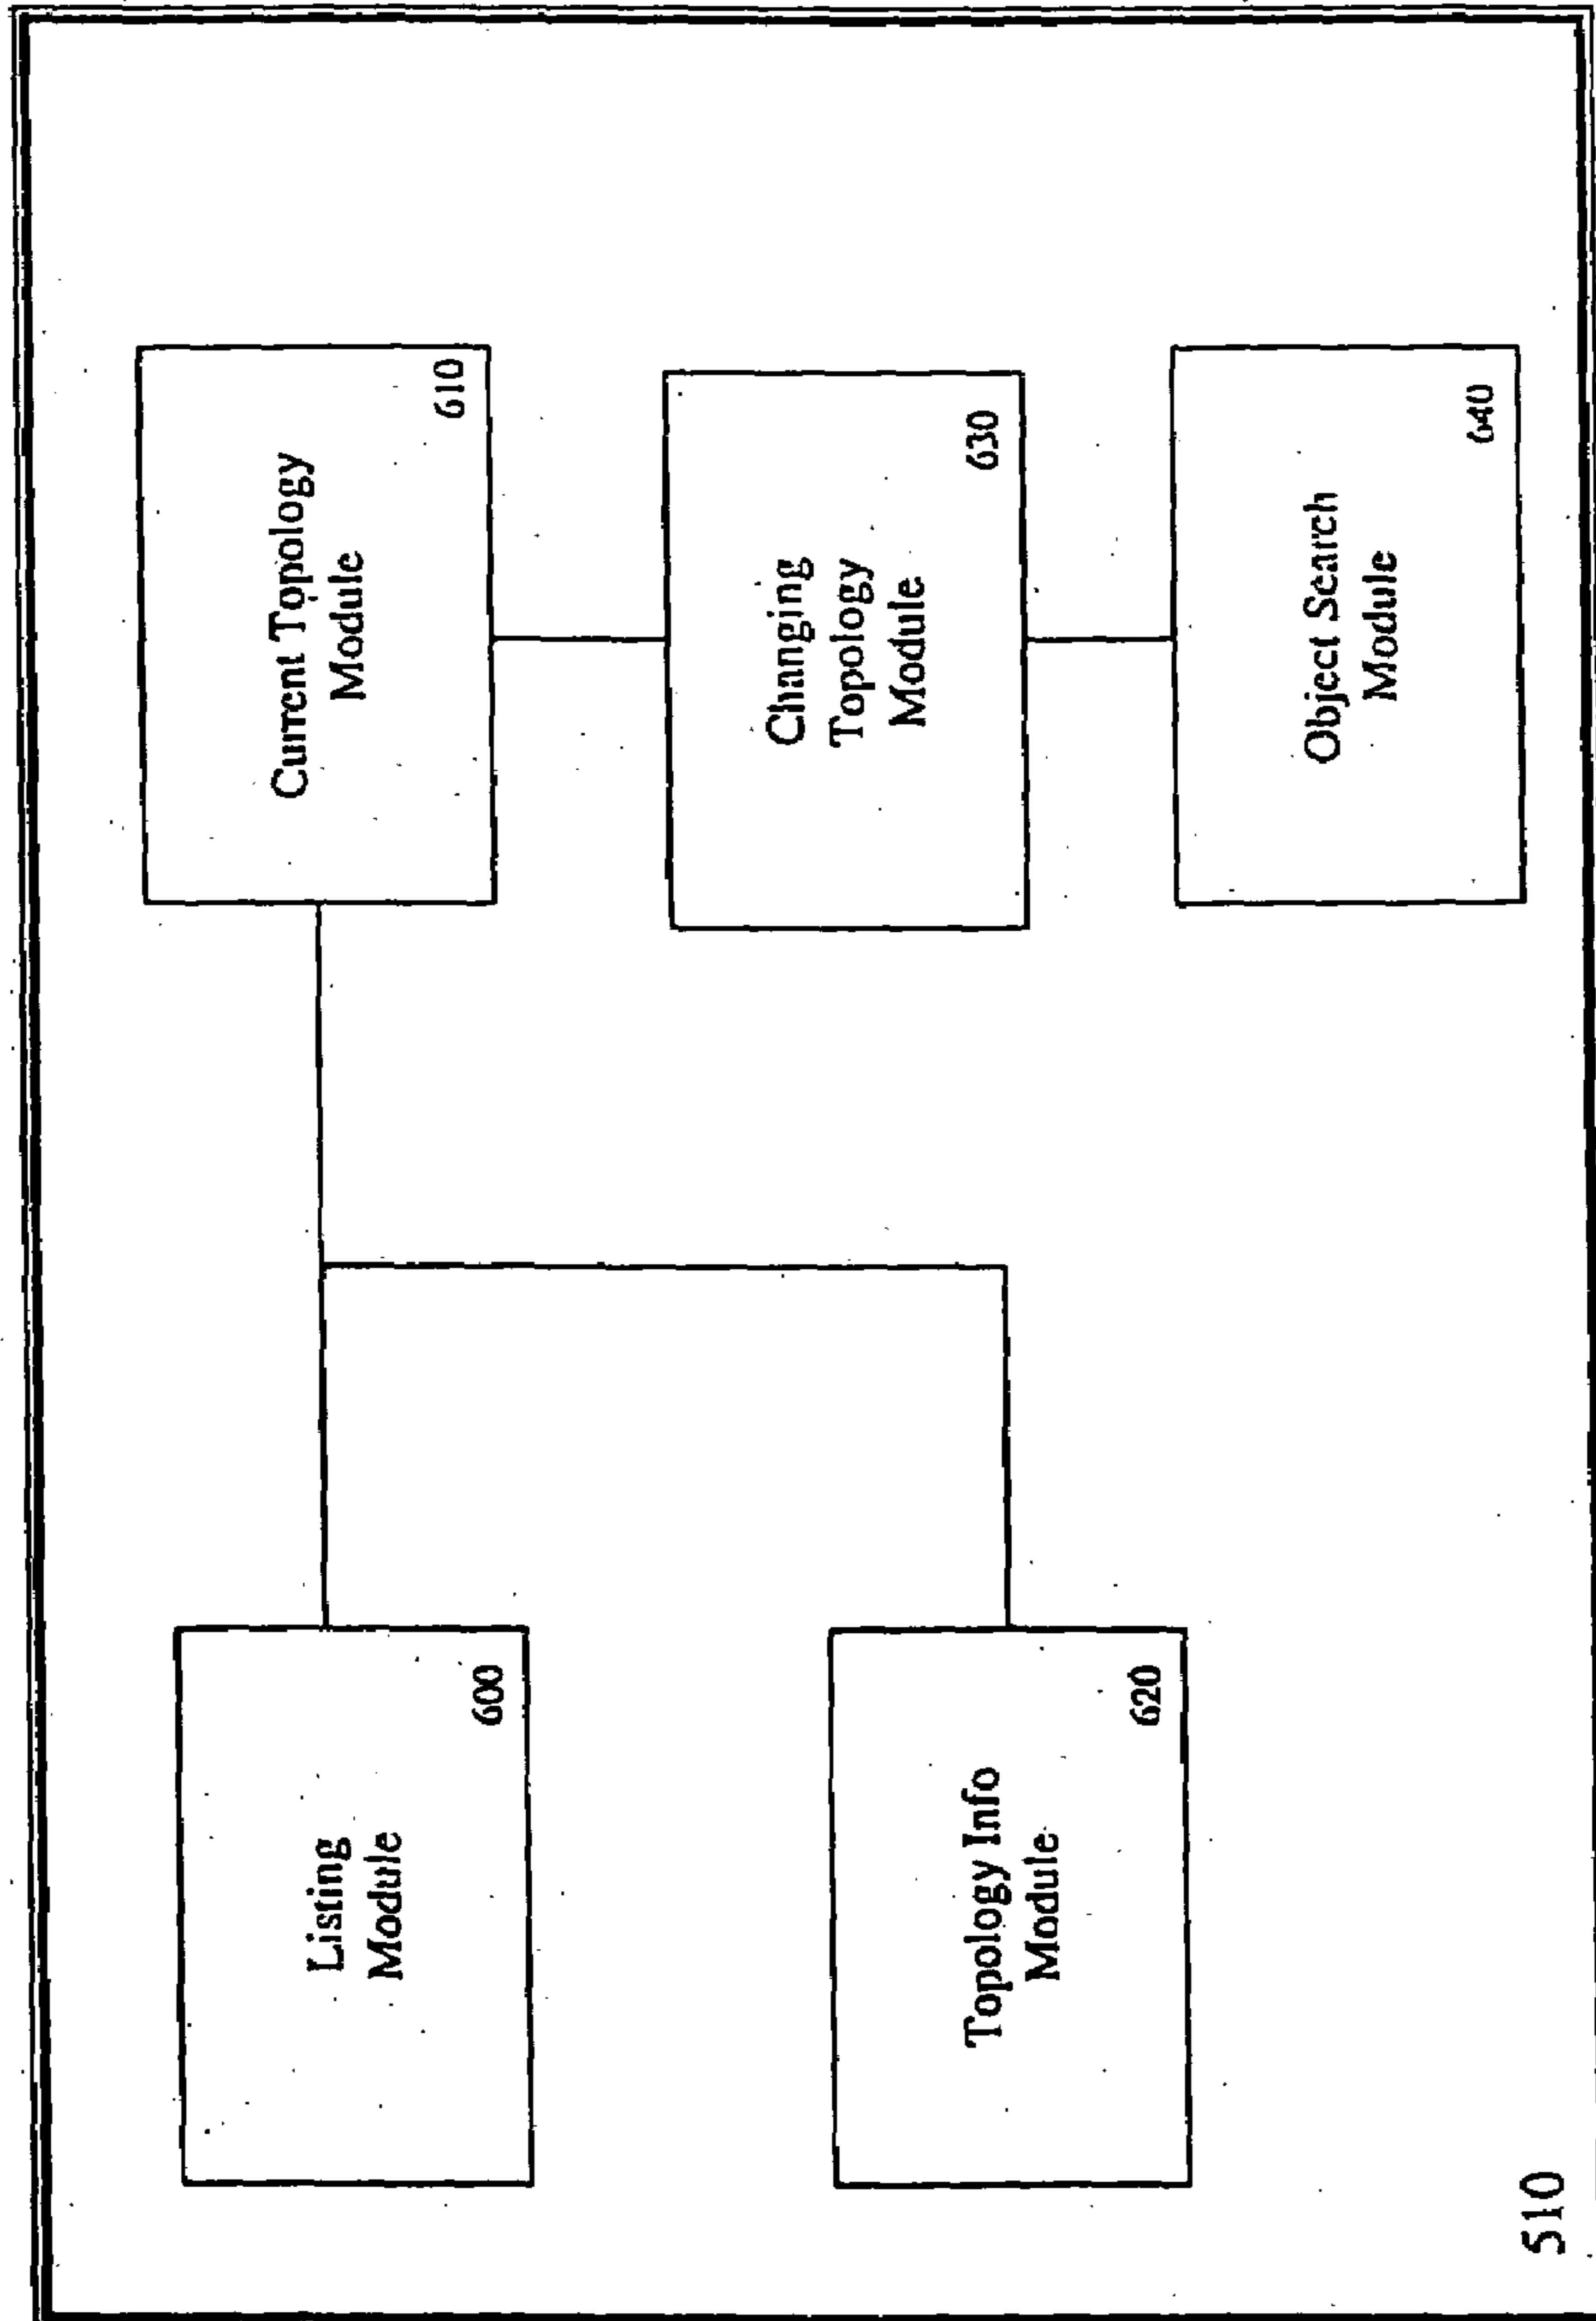 Listing
Module
600
Current Topology
Module
610
Topology Info
Module
620
Changing
Topology
Module
630
Object Search
Module
640
510